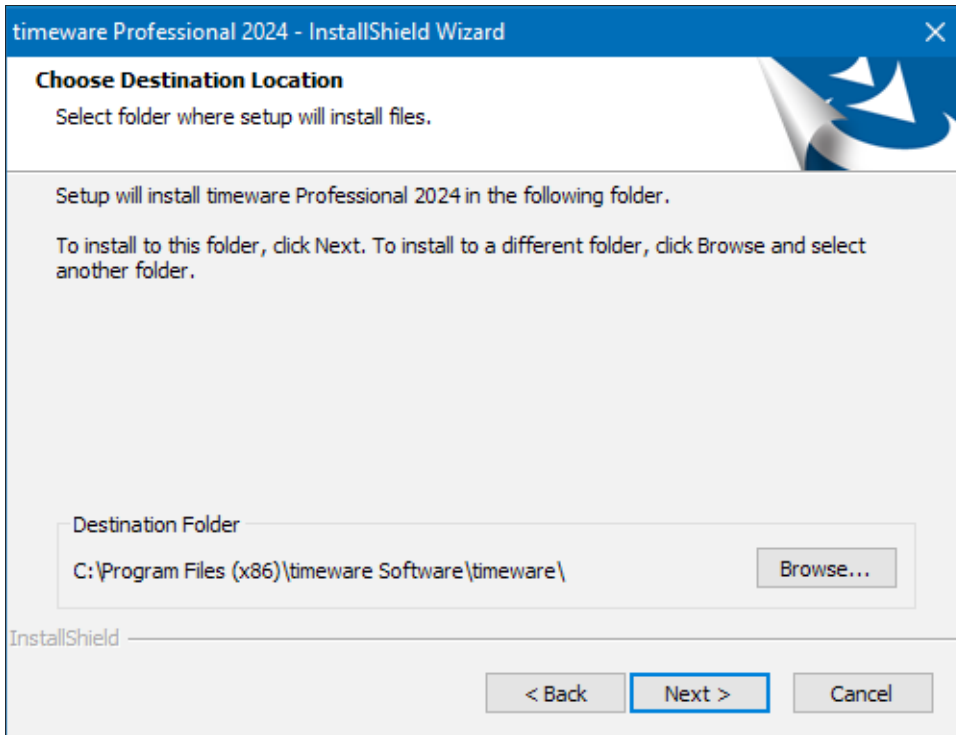 timeware Professional 2024 - InstallShield Wizard
Choose Destination Location
Select folder where setup will install files.
Setup will install timeware Professional 2024 in the following folder.
To install to this folder, click Next. To install to a different folder, click Browse and select
another folder.
Destination Folder
C:\Program Files (x86)\timeware Software\timeware\
Browse...
InstallShield
< Back
Next >
Cancel